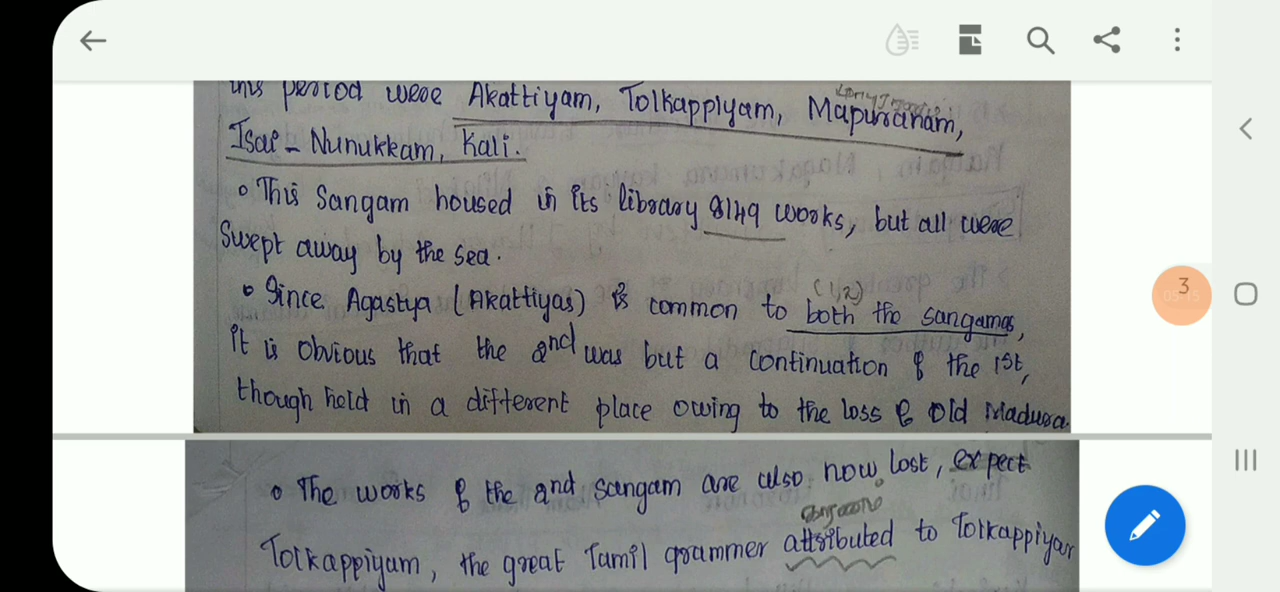 this period were Akattiyam, Tolkappiyam, Mapuranam,
Isai - Nunukkam, Kali.
o This Sangam housed in its library 8149 works, but all were
Swept away by the sea.
(1,2)
o Since Agastya (Akattiyas) is common to both the sangamas,
it is obvious that the 2nd was but a continuation of the 1st,
though held in a different place owing to the loss of old Madura.
3
o The works of the 2nd sangam are also now lost, expect
Tolkappiyam, the great Tamil grammer attributed to Tolkappiyar